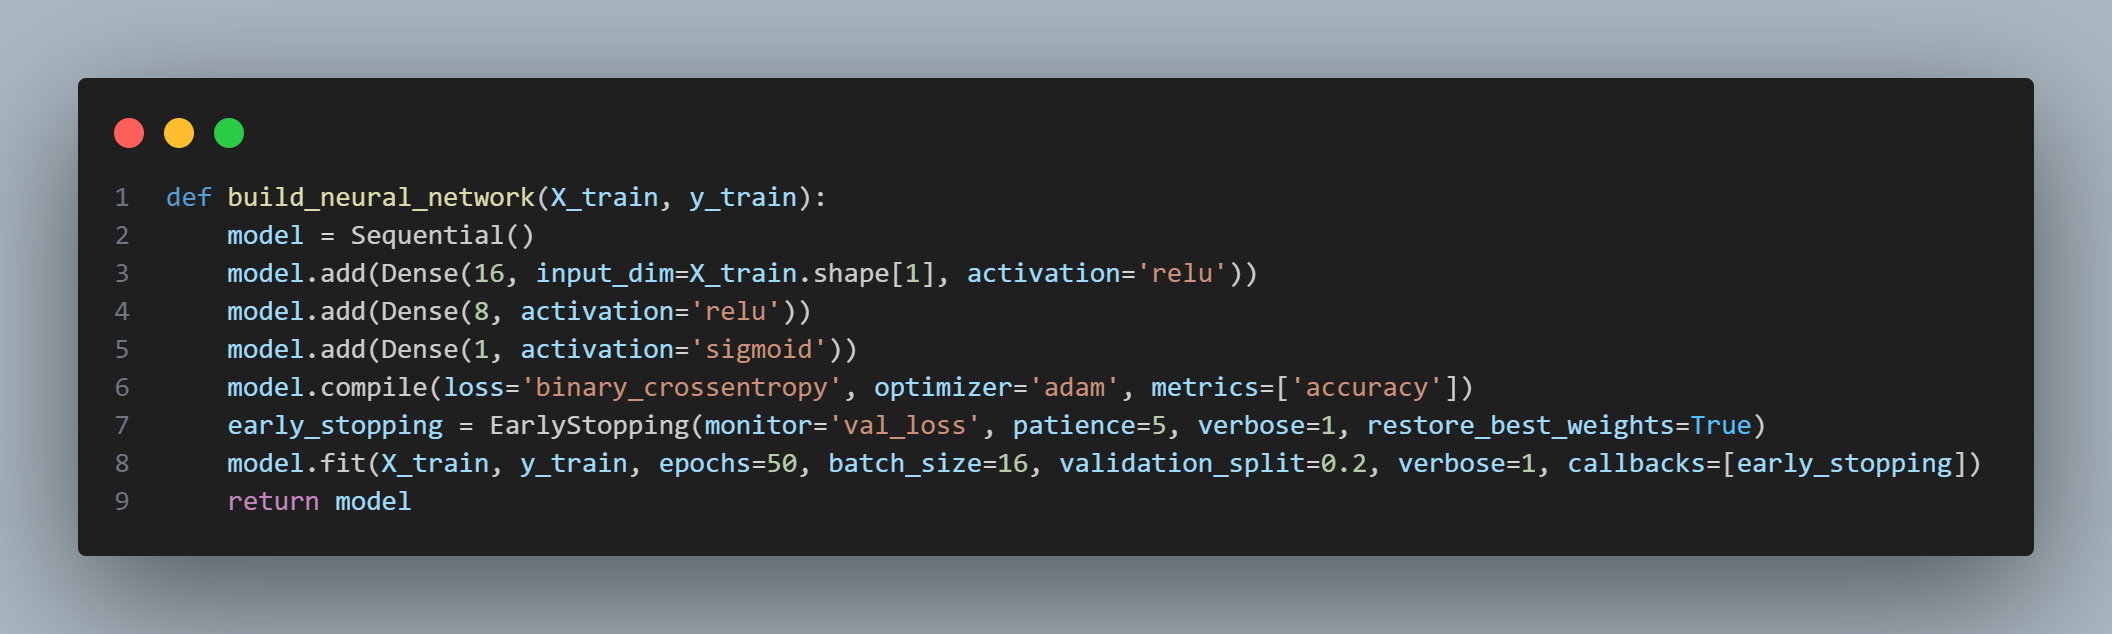 1 def build_neural_network(X_train, y_train):
2     model = Sequential()
3     model.add(Dense(16, input_dim=X_train.shape[1], activation='relu'))
4     model.add(Dense(8, activation='relu'))
5     model.add(Dense(1, activation='sigmoid'))
6     model.compile(loss='binary_crossentropy', optimizer='adam', metrics=['accuracy'])
7     early_stopping = EarlyStopping(monitor='val_loss', patience=5, verbose=1, restore_best_weights=True)
8     model.fit(X_train, y_train, epochs=50, batch_size=16, validation_split=0.2, verbose=1, callbacks=[early_stopping])
9     return model